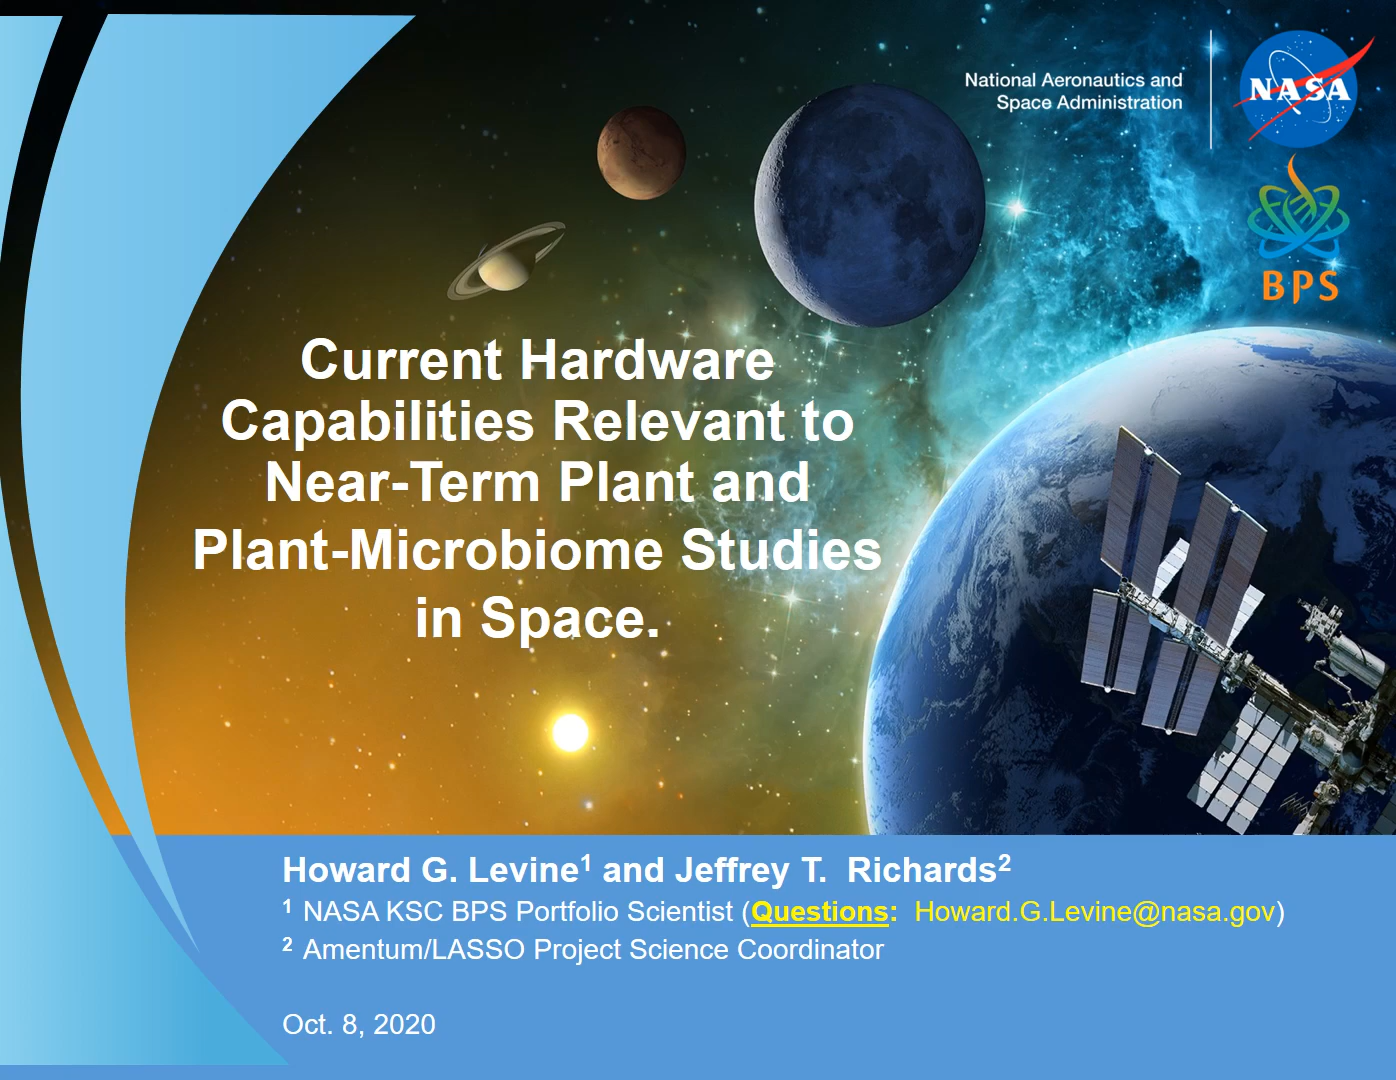 National Aeronautics and
Space Administration
NASA
BPS
Current Hardware
Capabilities Relevant to
Near-Term Plant and
Plant-Microbiome Studies
in Space.
Howard G. Levine¹ and Jeffrey T.  Richards²
¹ NASA KSC BPS Portfolio Scientist (Questions:  Howard.G.Levine@nasa.gov)
² Amentum/LASSO Project Science Coordinator
Oct. 8, 2020